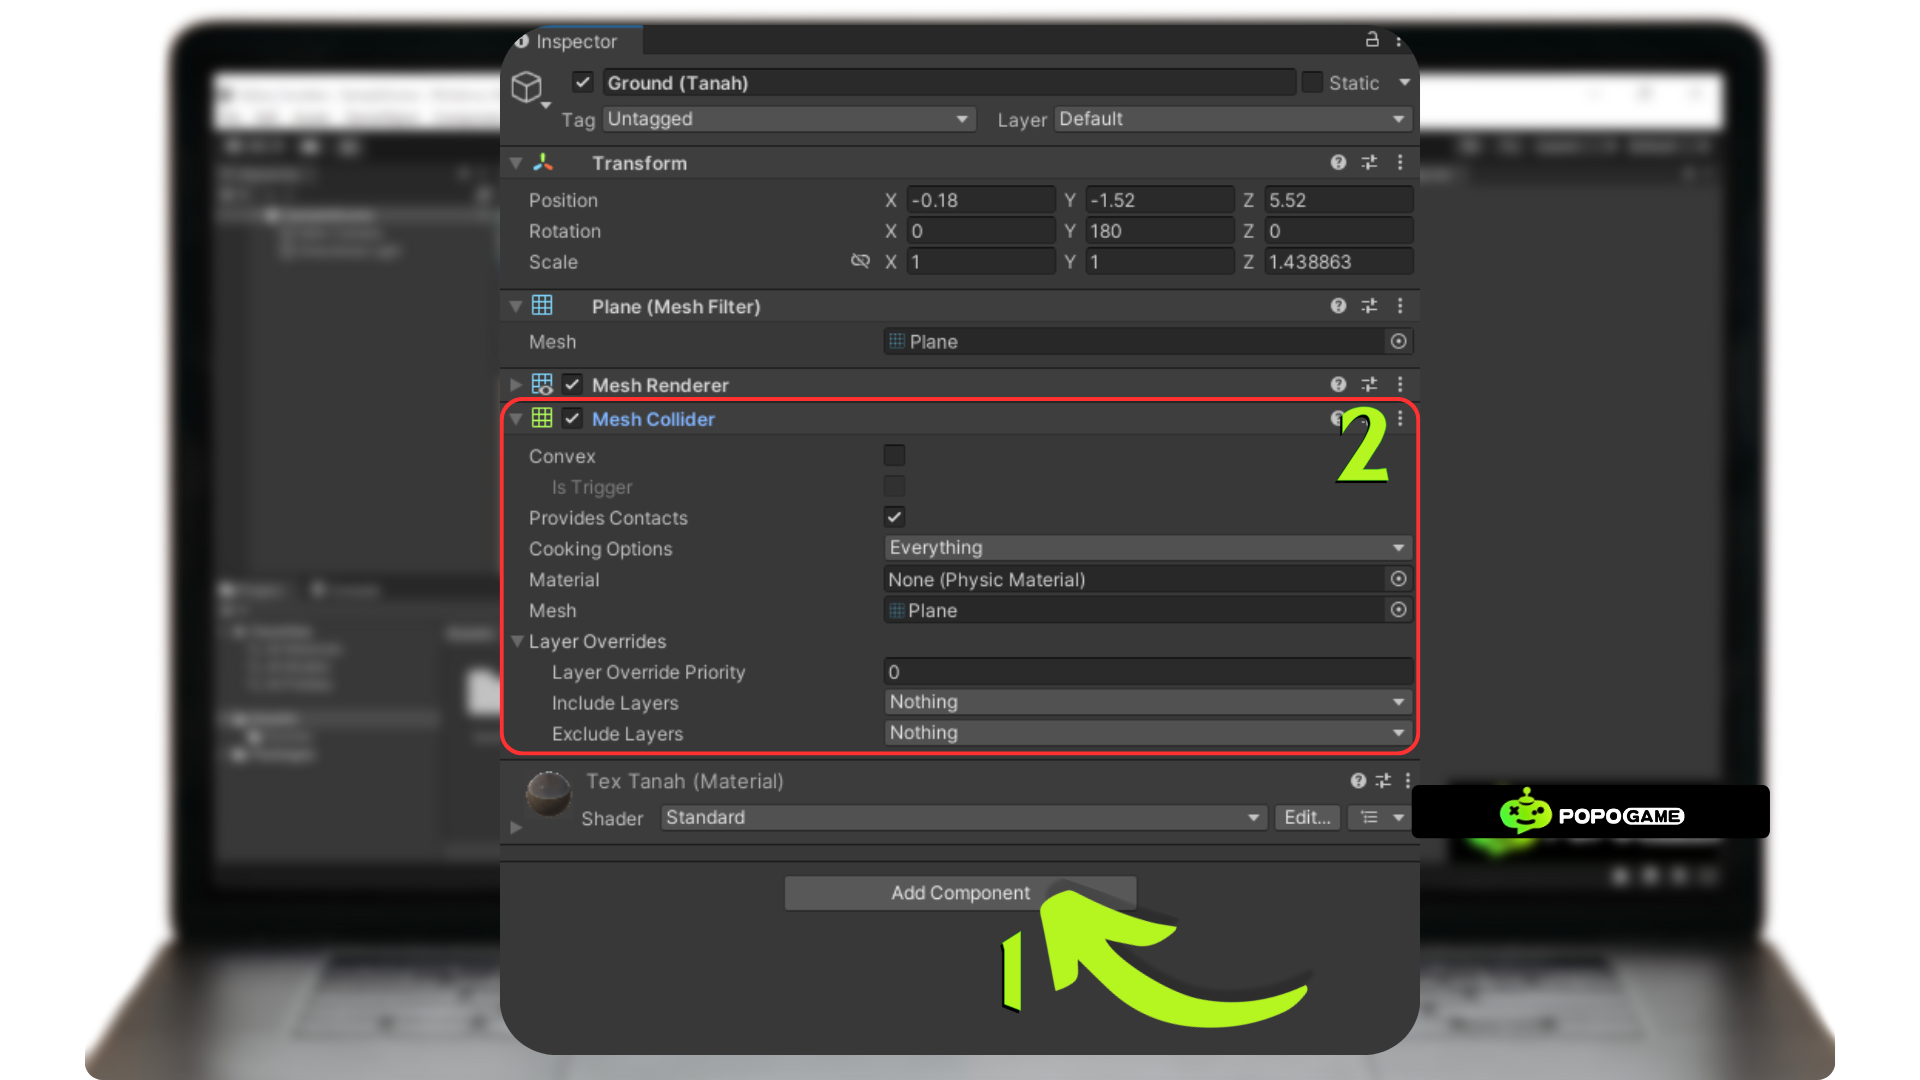 Inspector
Ground (Tanah) Static
Tag Untagged Layer Default
Transform
Position X -0.18 Y -1.52 Z 5.52
Rotation X 0 Y 180 Z 0
Scale X 1 Y 1 Z 1.438863
Plane (Mesh Filter)
Mesh Plane
Mesh Renderer
Mesh Collider
2
Convex
Is Trigger
Provides Contacts
Cooking Options Everything
Material None (Physic Material)
Mesh Plane
Layer Overrides
Layer Override Priority 0
Include Layers Nothing
Exclude Layers Nothing
Tex Tanah (Material)
Shader Standard Edit...
POPOGAME
Add Component
1